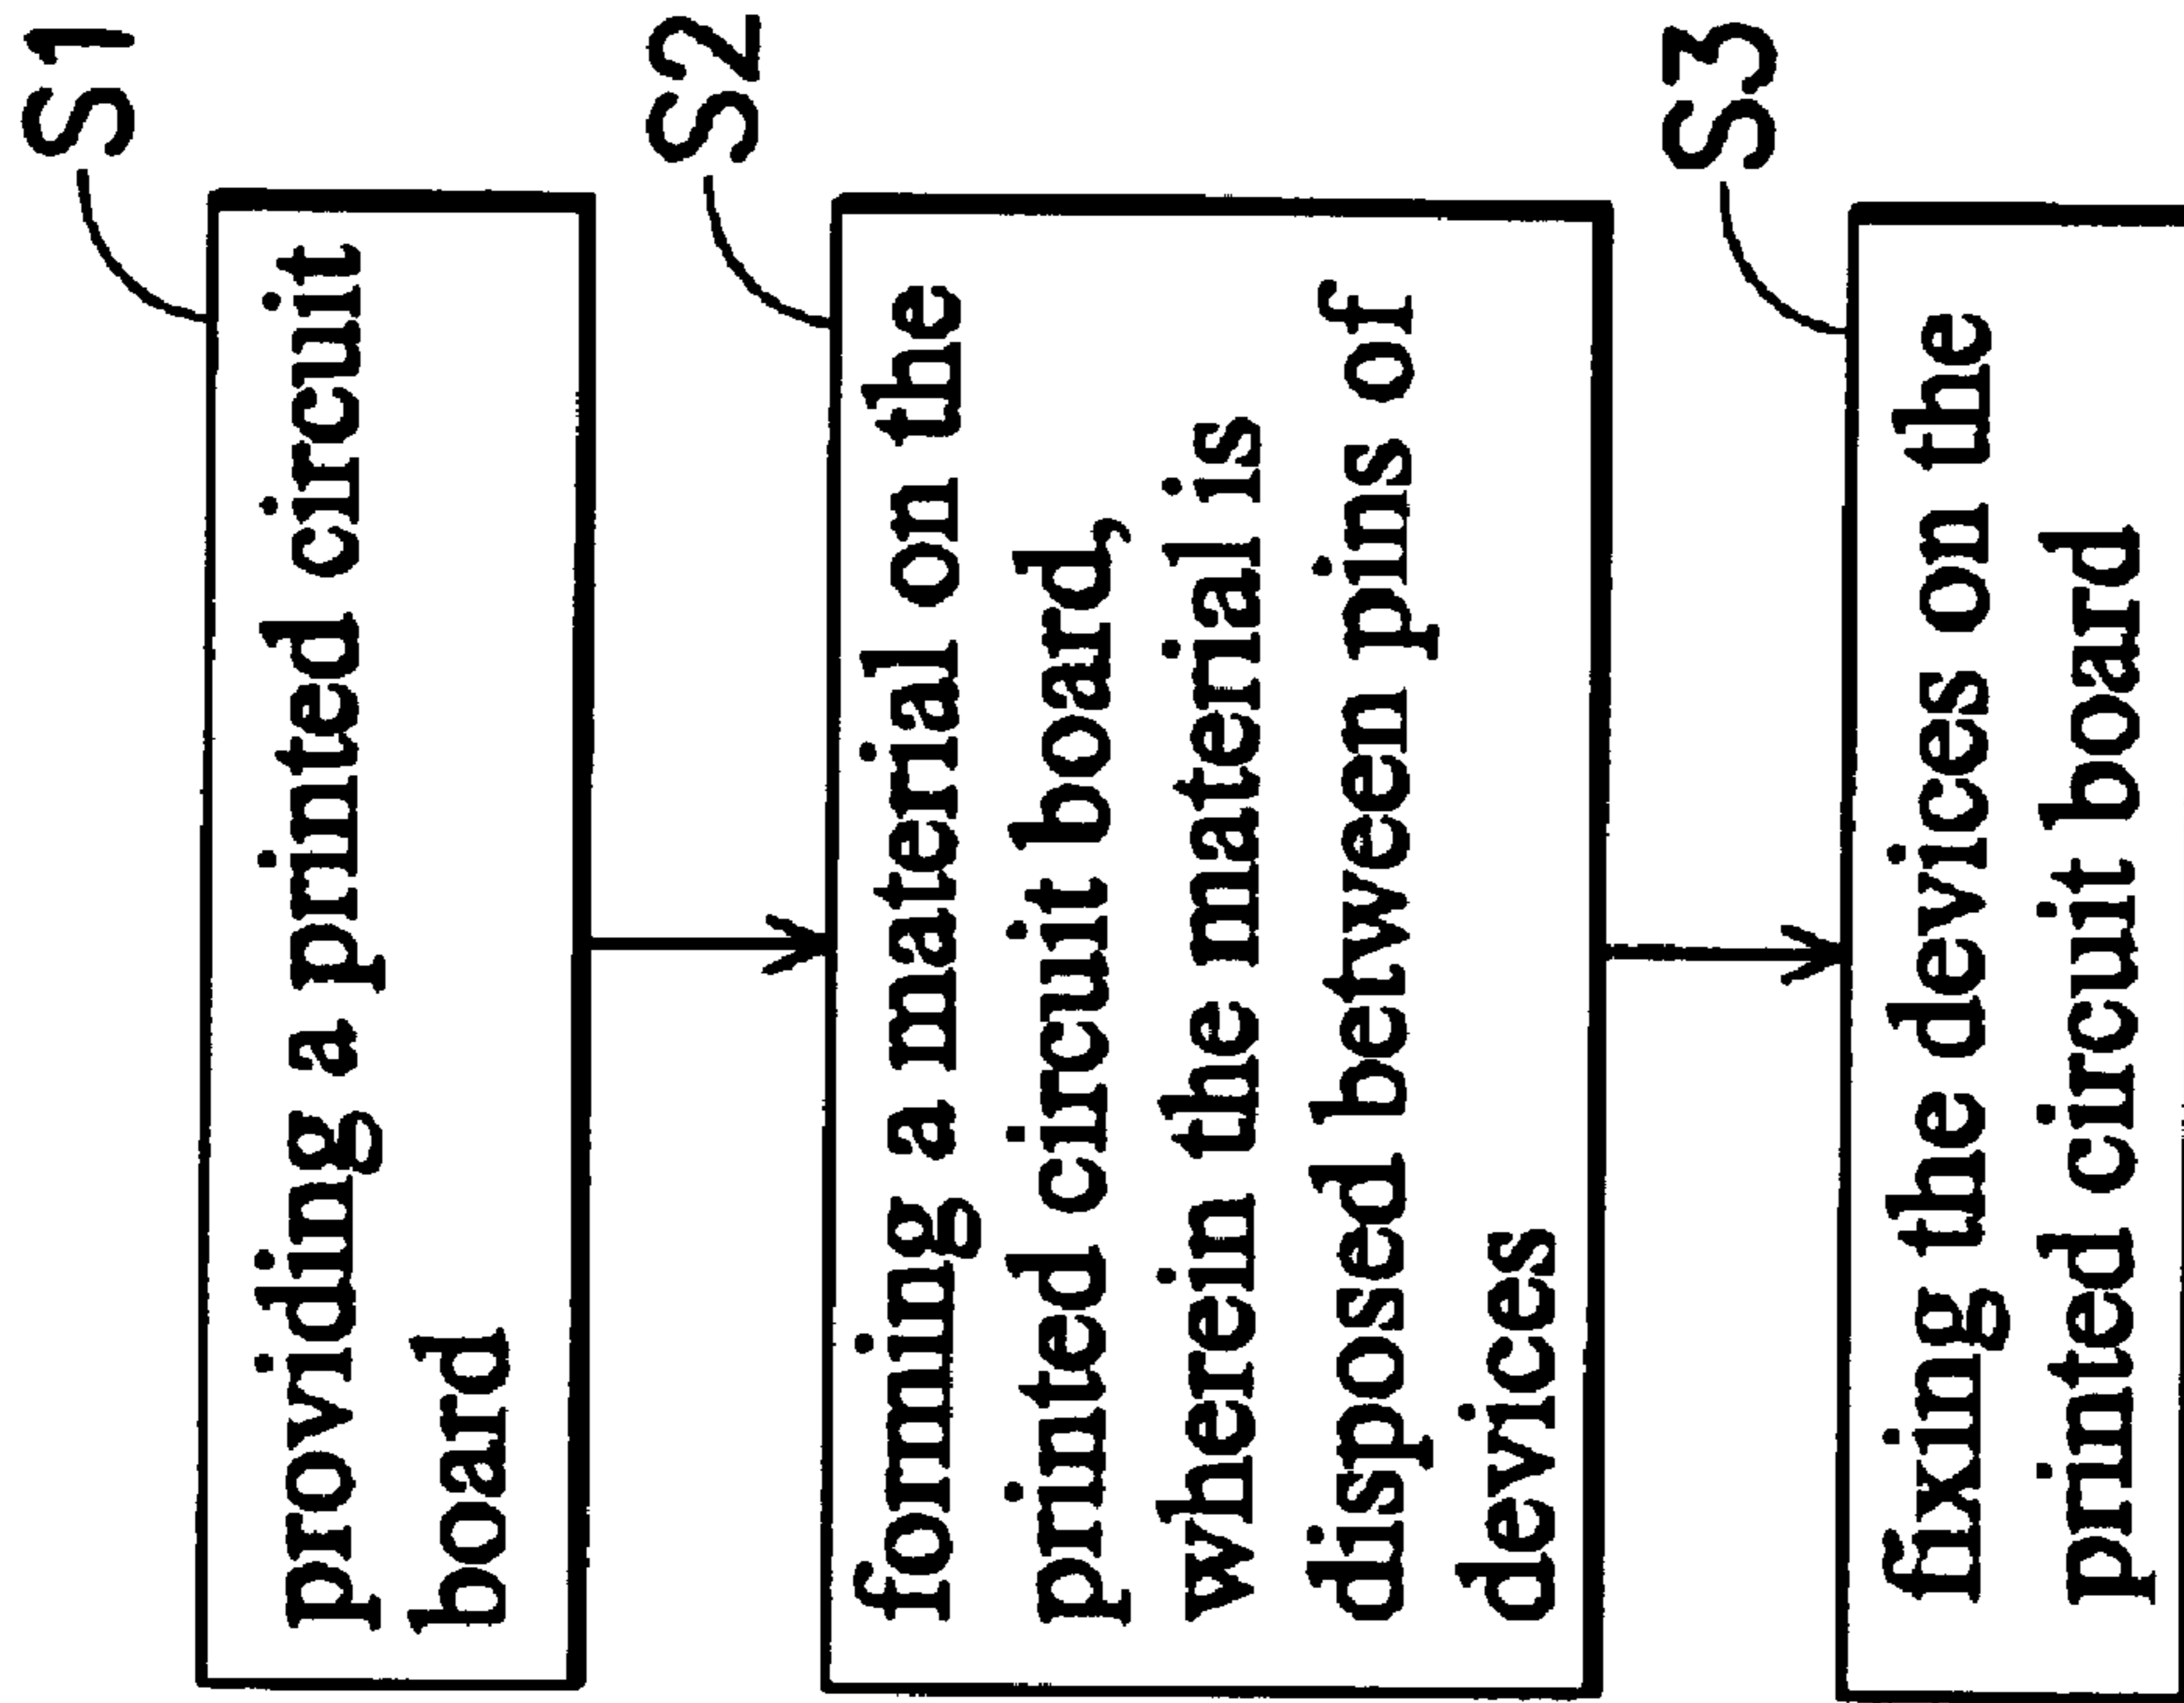 S1
providing a printed circuit
board
S2
forming a material on the
printed circuit board,
wherein the material is
disposed between pins of
devices
S3
fixing the devices on the
printed circuit board